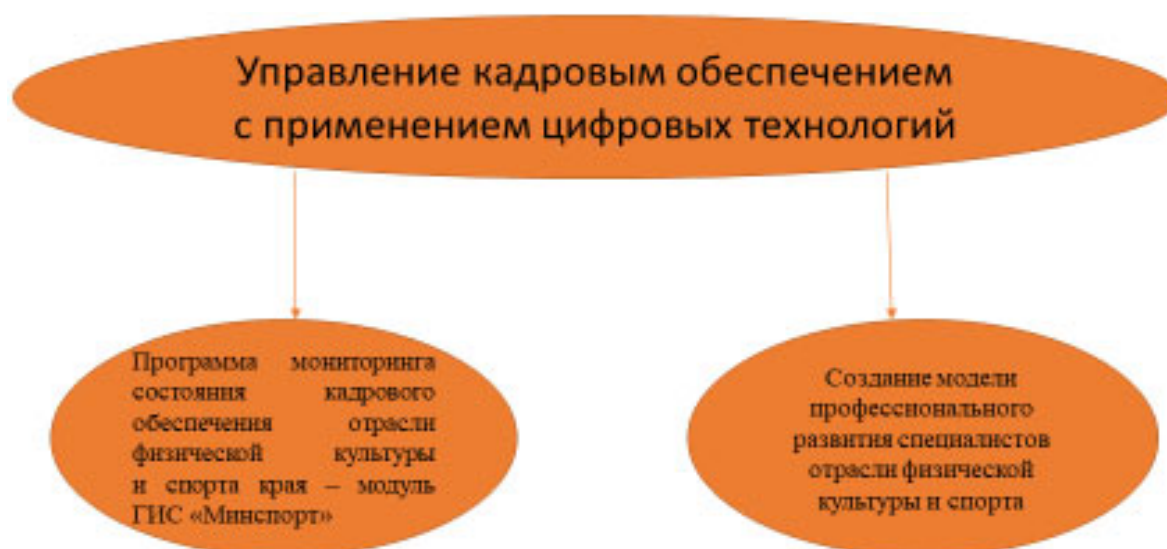 Управление кадровым обеспечением
с применением цифровых технологий
Программа мониторинга
состояния кадрового
обеспечения отрасли
физической культуры
и спорта края – модуль
ГИС «Минспорт»
Создание модели
профессионального
развития специалистов
отрасли физической
культуры и спорта